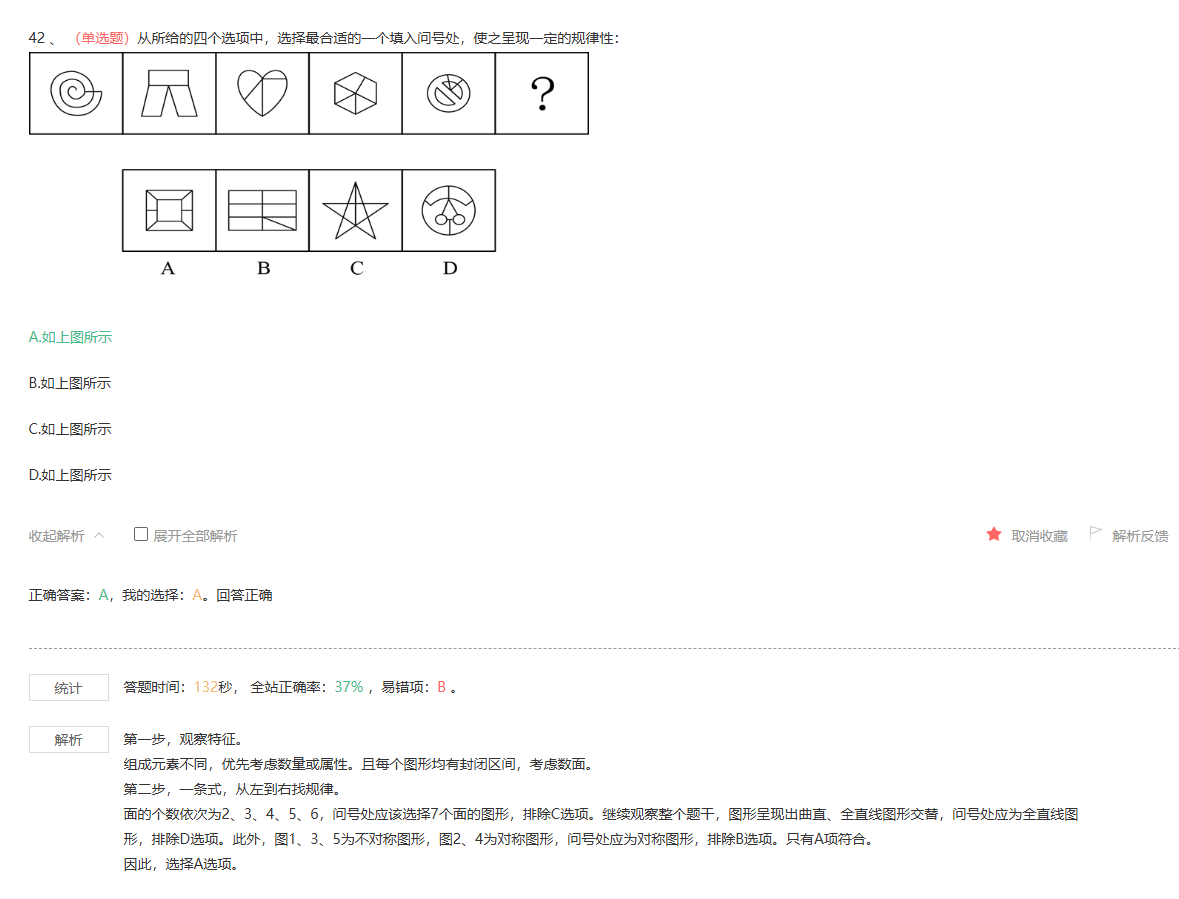 42 、 （单选题）从所给的四个选项中，选择最合适的一个填入问号处，使之呈现一定的规律性：
?
A B C D
A.如上图所示
B.如上图所示
C.如上图所示
D.如上图所示
收起解析 展开全部解析 取消收藏 解析反馈
正确答案：A，我的选择：A。回答正确
统计 答题时间：132秒， 全站正确率：37% ，易错项：B 。
解析 第一步，观察特征。
组成元素不同，优先考虑数量或属性。且每个图形均有封闭区间，考虑数面。
第二步，一条式，从左到右找规律。
面的个数依次为2、3、4、5、6，问号处应该选择7个面的图形，排除C选项。继续观察整个题干，图形呈现出曲直、全直线图形交替，问号处应为全直线图
形，排除D选项。此外，图1、3、5为不对称图形，图2、4为对称图形，问号处应为对称图形，排除B选项。只有A项符合。
因此，选择A选项。